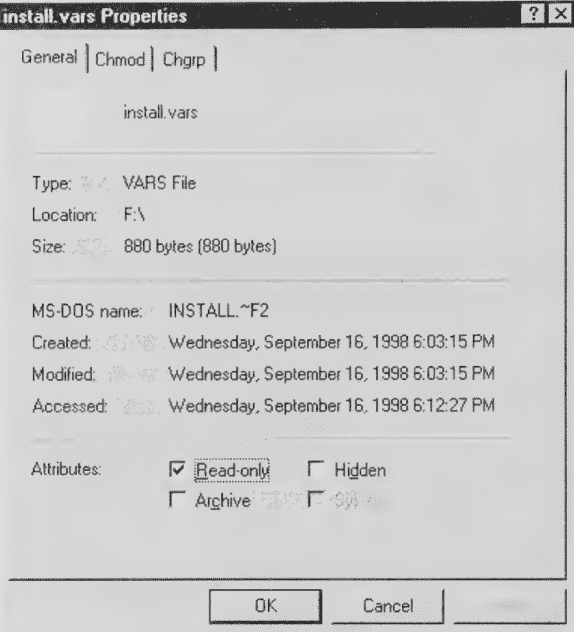 install.vars Properties
General Chmod Chgrp
install.vars
Type: VARS File
Location: F:\
Size: 880 bytes (880 bytes)
MS-DOS name: INSTALL.~F2
Created: Wednesday, September 16, 1998 6:03:15 PM
Modified: Wednesday, September 16, 1998 6:03:15 PM
Accessed: Wednesday, September 16, 1998 6:12:27 PM
Attributes: Read-only Hidden
Archive
OK Cancel